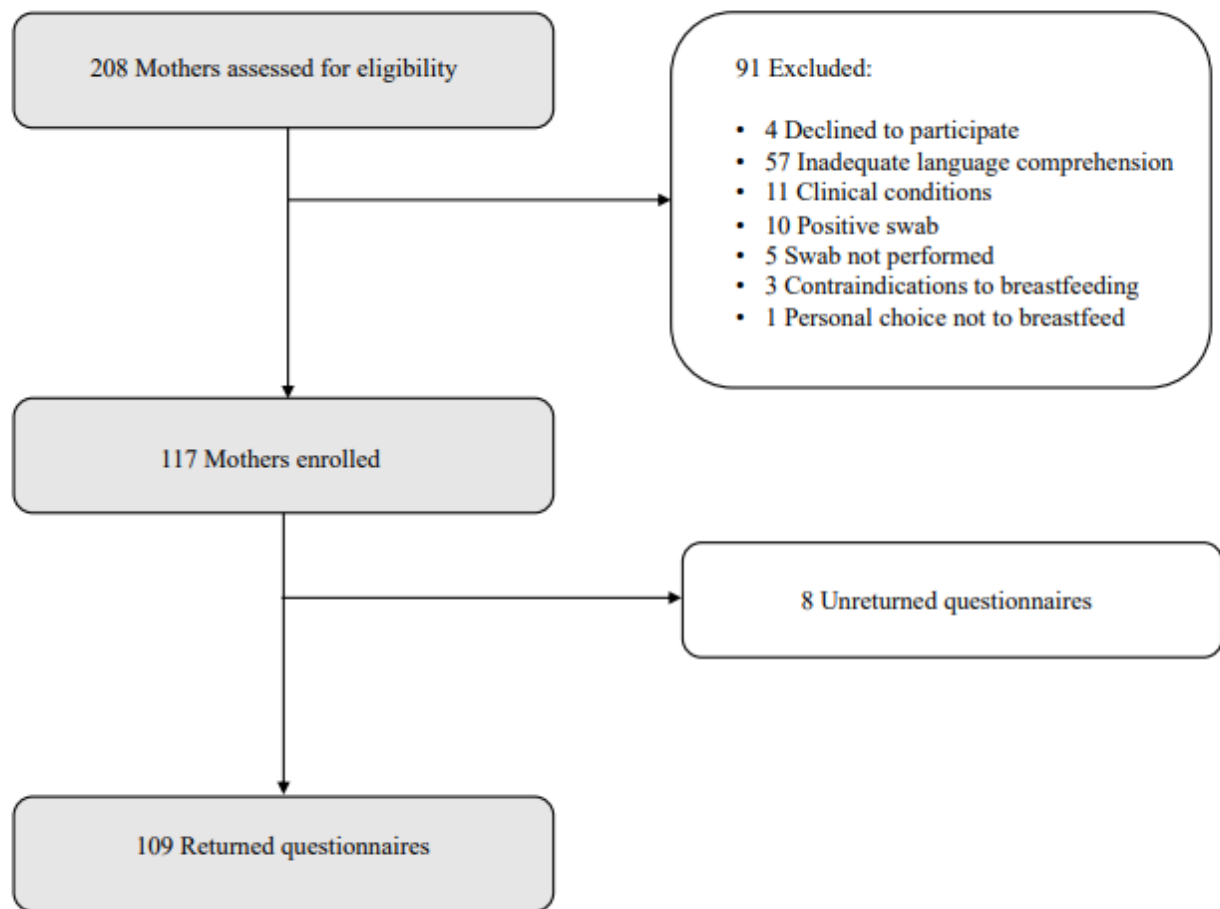 208 Mothers assessed for eligibility
91 Excluded:
• 4 Declined to participate
• 57 Inadequate language comprehension
• 11 Clinical conditions
• 10 Positive swab
• 5 Swab not performed
• 3 Contraindications to breastfeeding
• 1 Personal choice not to breastfeed
117 Mothers enrolled
8 Unreturned questionnaires
109 Returned questionnaires